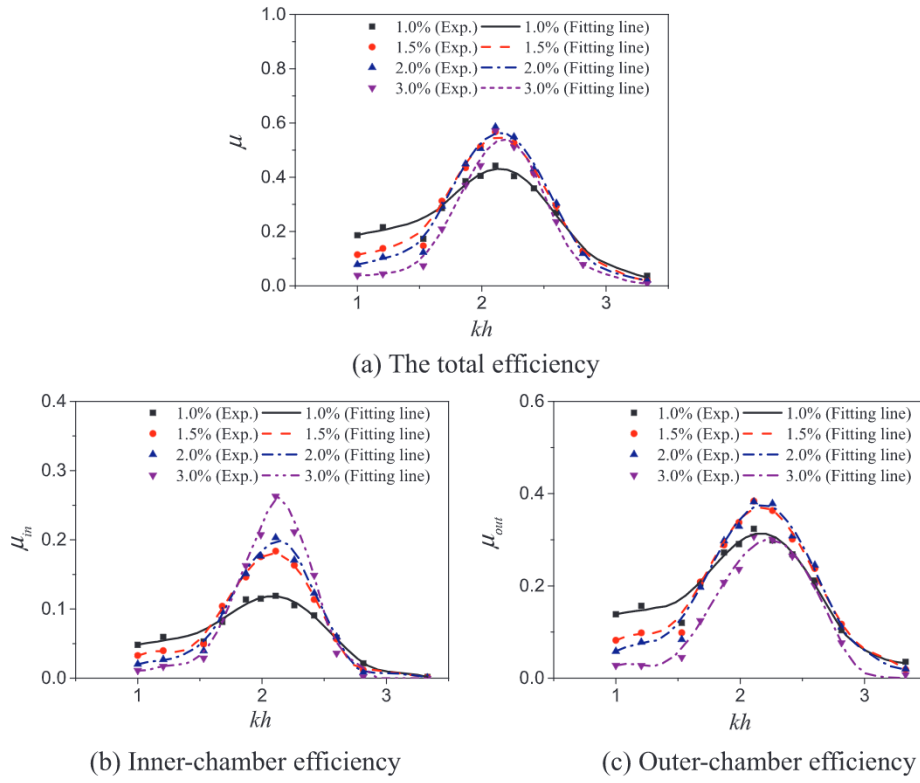 1.0% (Exp.) 1.0% (Fitting line)
1.5% (Exp.) 1.5% (Fitting line)
2.0% (Exp.) 2.0% (Fitting line)
3.0% (Exp.) 3.0% (Fitting line)
1.0
0.8
0.6
0.4
0.2
0.0
μ
1 2 3
kh
(a) The total efficiency
1.0% (Exp.) 1.0% (Fitting line)
1.5% (Exp.) 1.5% (Fitting line)
2.0% (Exp.) 2.0% (Fitting line)
3.0% (Exp.) 3.0% (Fitting line)
0.4
0.3
0.2
0.1
0.0
μin
1 2 3
kh
(b) Inner-chamber efficiency
1.0% (Exp.) 1.0% (Fitting line)
1.5% (Exp.) 1.5% (Fitting line)
2.0% (Exp.) 2.0% (Fitting line)
3.0% (Exp.) 3.0% (Fitting line)
0.6
0.4
0.2
0.0
μout
1 2 3
kh
(c) Outer-chamber efficiency